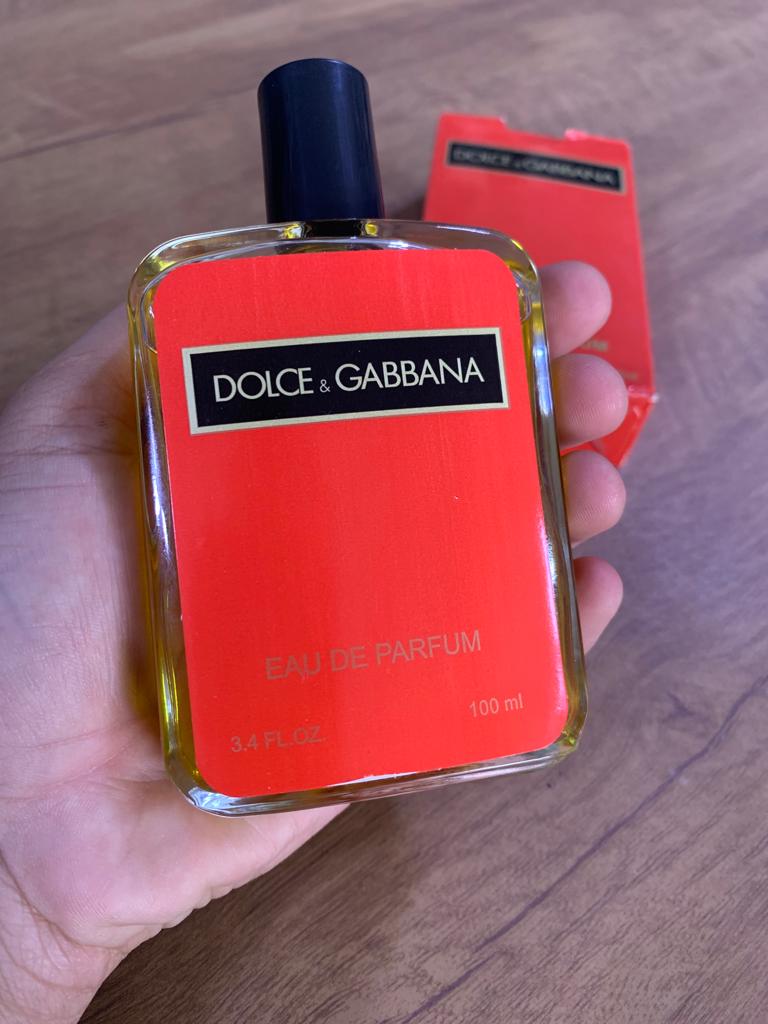 DOLCE & GABBANA
EAU DE PARFUM
100 ml
3.4 FL.OZ.
DOLCE & GABBANA